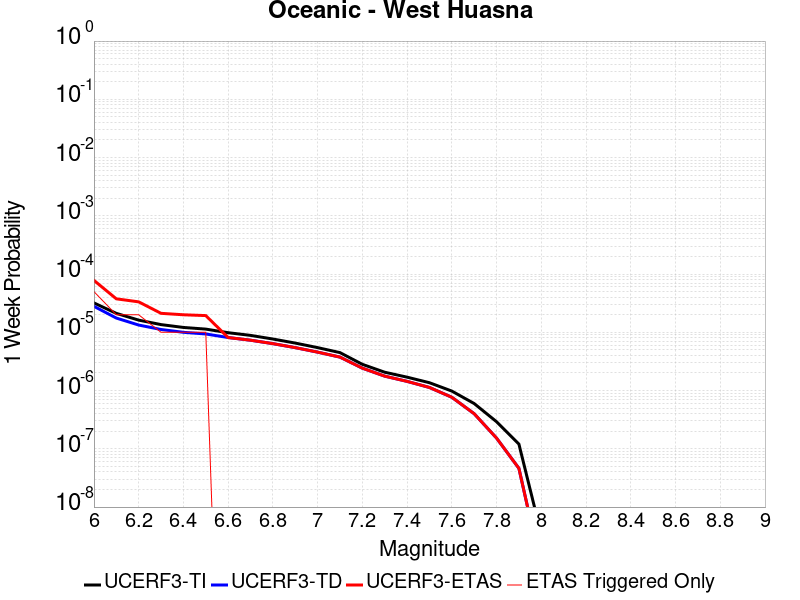 Oceanic - West Huasna
10^0
10^-1
10^-2
10^-3
10^-4
10^-5
10^-6
10^-7
10^-8
1 Week Probability
6 6.2 6.4 6.6 6.8 7 7.2 7.4 7.6 7.8 8 8.2 8.4 8.6 8.8 9
Magnitude
UCERF3-TI UCERF3-TD UCERF3-ETAS ETAS Triggered Only